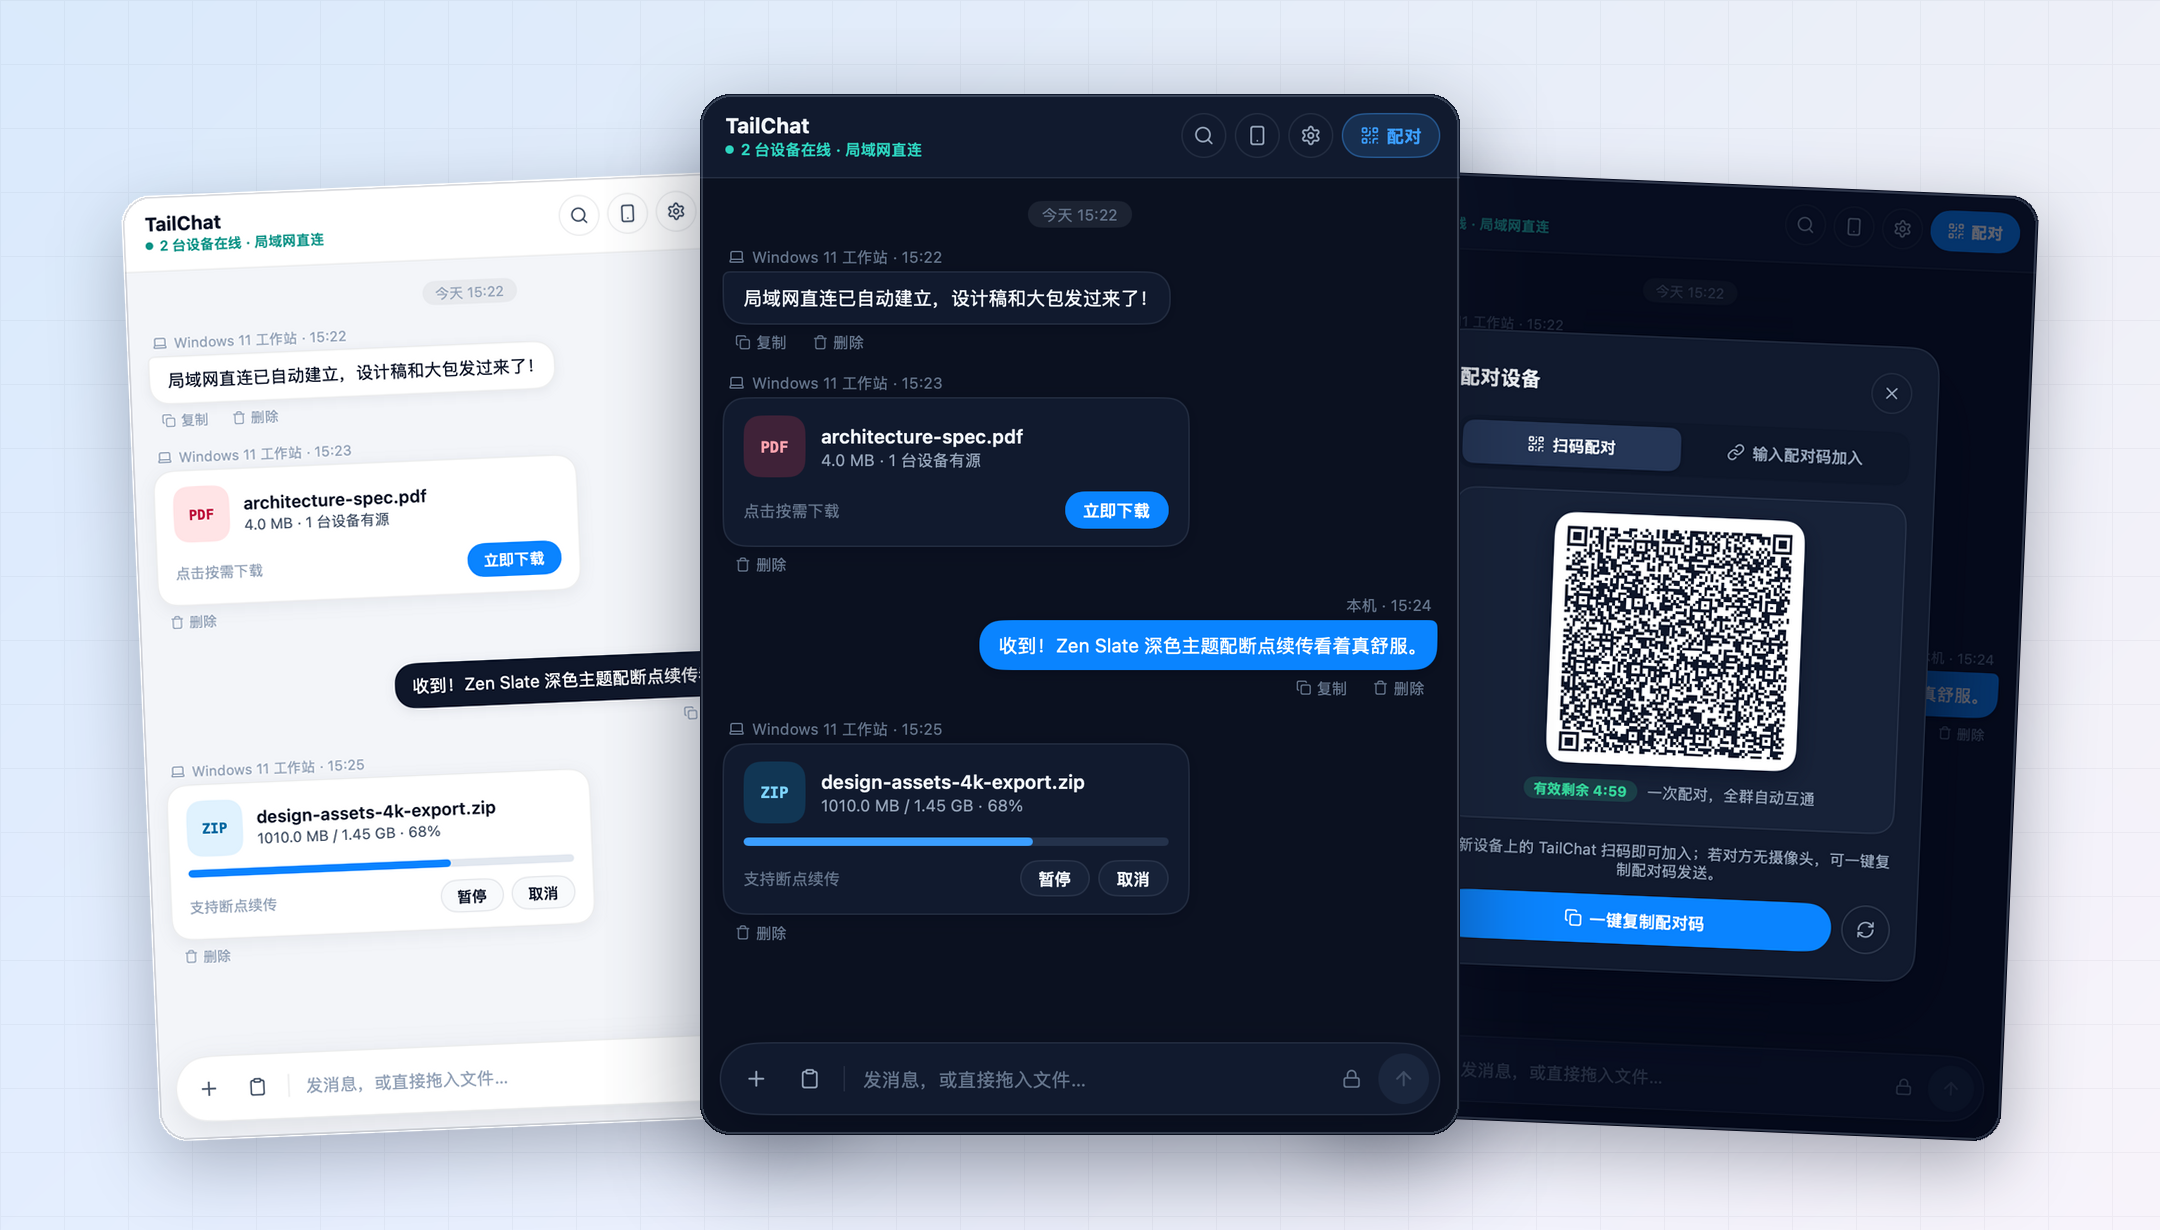 TailChat
2 台设备在线 · 局域网直连
今天 15:22
Windows 11 工作站 · 15:22
局域网直连已自动建立，设计稿和大包发过来了！
复制 删除
Windows 11 工作站 · 15:23
PDF
architecture-spec.pdf
4.0 MB · 1 台设备有源
点击按需下载
立即下载
删除
收到！Zen Slate 深色主题配断点续传
Windows 11 工作站 · 15:25
ZIP
design-assets-4k-export.zip
1010.0 MB / 1.45 GB · 68%
支持断点续传
暂停 取消
删除
发消息，或直接拖入文件...
TailChat
2 台设备在线 · 局域网直连
配对
今天 15:22
Windows 11 工作站 · 15:22
局域网直连已自动建立，设计稿和大包发过来了！
复制 删除
Windows 11 工作站 · 15:23
PDF
architecture-spec.pdf
4.0 MB · 1 台设备有源
点击按需下载
立即下载
删除
本机 · 15:24
收到！Zen Slate 深色主题配断点续传看着真舒服。
复制 删除
Windows 11 工作站 · 15:25
ZIP
design-assets-4k-export.zip
1010.0 MB / 1.45 GB · 68%
支持断点续传
暂停 取消
删除
发消息，或直接拖入文件...
· 局域网直连
配对
今天 15:22
工作站 · 15:22
配对设备
扫码配对
输入配对码加入
有效剩余 4:59
一次配对，全群自动互通
新设备上的 TailChat 扫码即可加入；若对方无摄像头，可一键复
制配对码发送。
一键复制配对码
机 · 15:24
真舒服。
删除
发消息，或直接拖入文件...